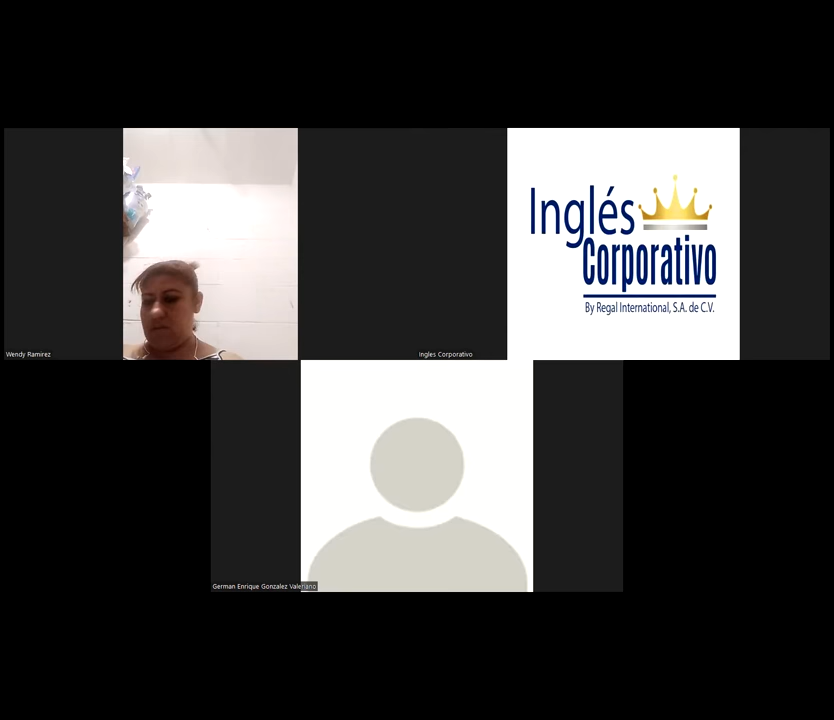 Inglés
Corporativo
By Regal International, S.A. de C.V.
Wendy Ramirez
Ingles Corporativo
German Enrique Gonzalez Valeriano